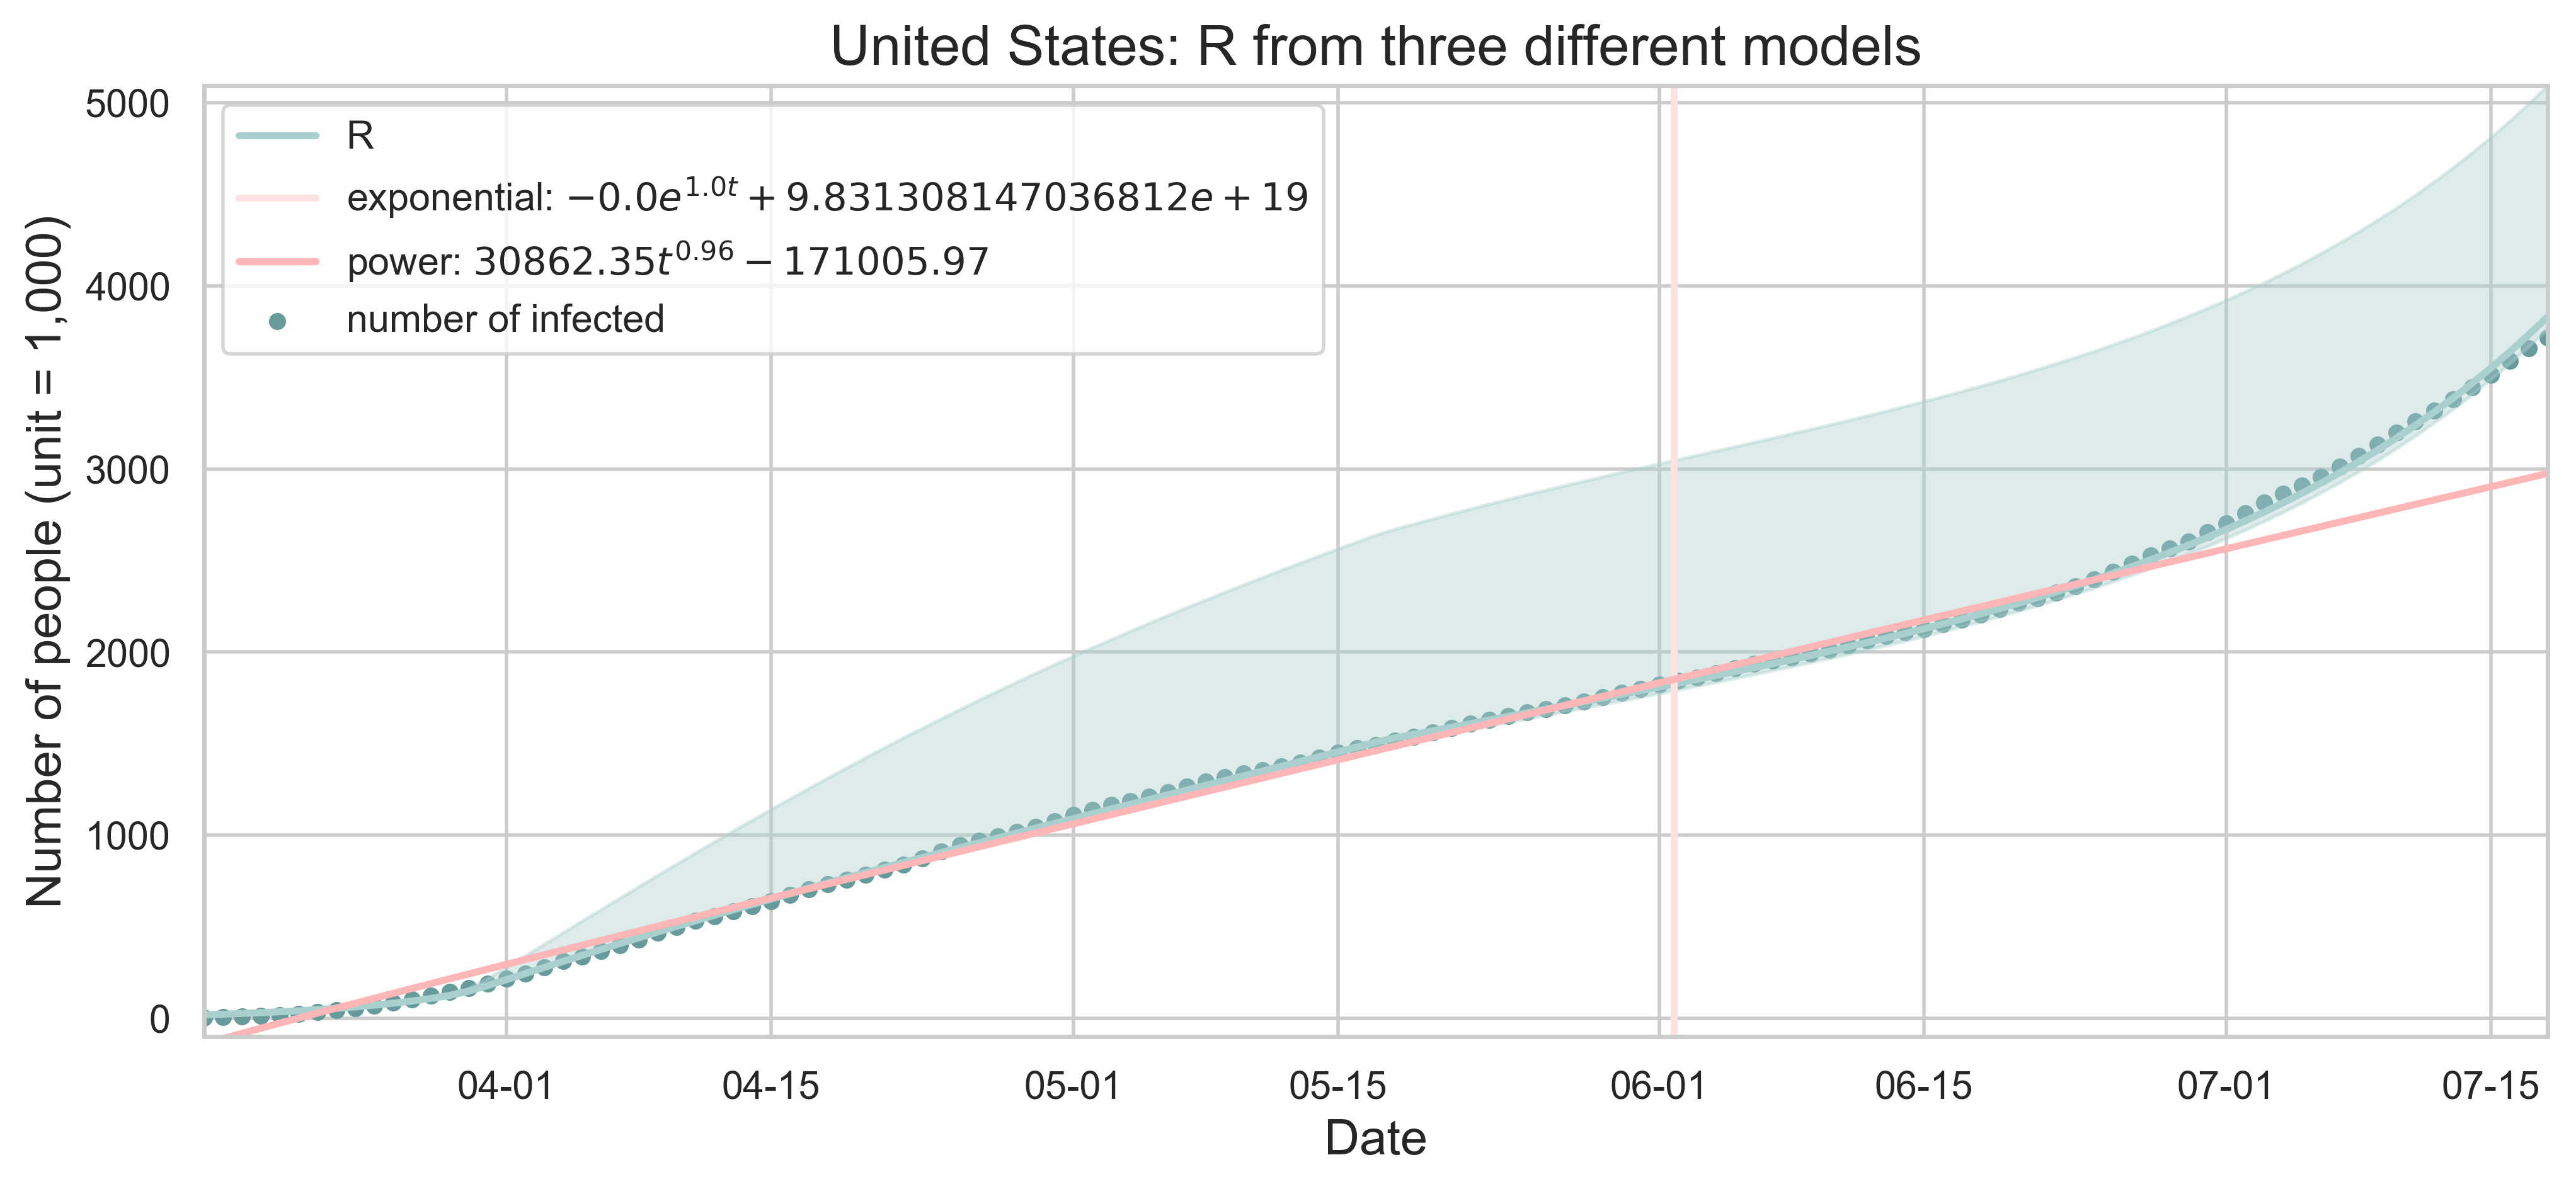 United States: R from three different models
5000
4000
3000
2000
1000
0
Number of people (unit = 1,000)
R
exponential: −0.0e^{1.0t} + 9.831308147036812e + 19
power: 30862.35t^{0.96} − 171005.97
number of infected
04-01 04-15 05-01 05-15 06-01 06-15 07-01 07-15
Date